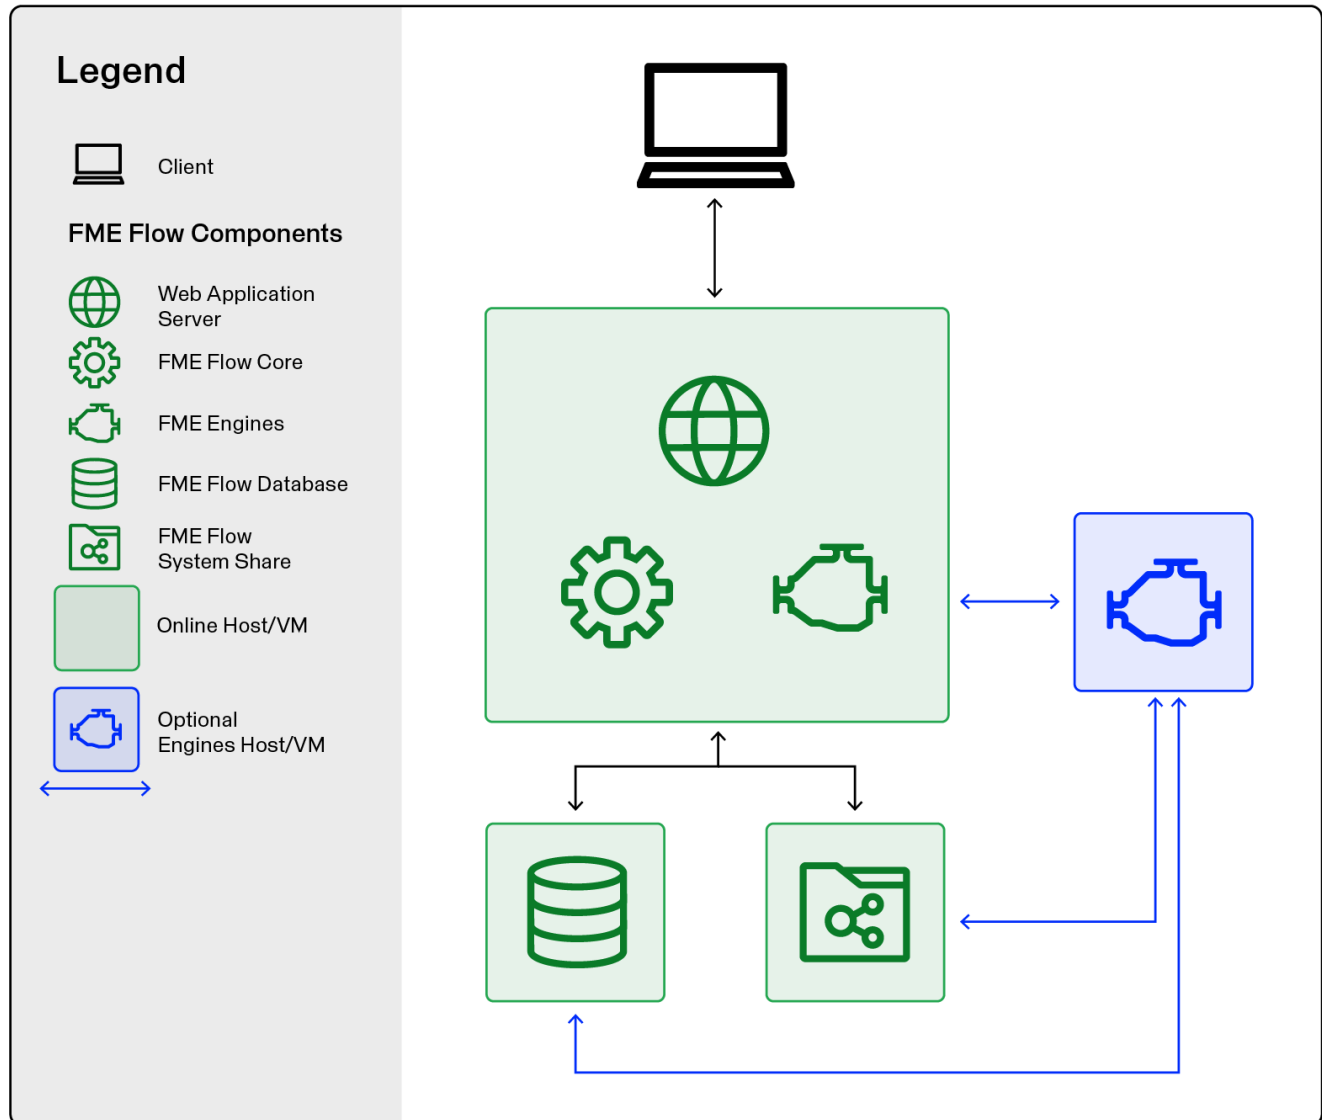 Legend
Client
FME Flow Components
Web Application
Server
FME Flow Core
FME Engines
FME Flow Database
FME Flow
System Share
Online Host/VM
Optional
Engines Host/VM